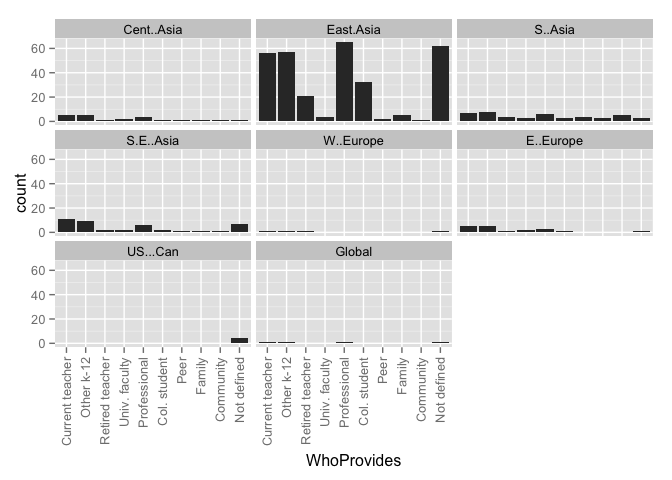 Cent..Asia East.Asia S..Asia
60
40
20
0
S.E..Asia W..Europe E..Europe
60
40
20
0
US...Can Global
60
40
20
0
count
Current teacher
Other k-12
Retired teacher
Univ. faculty
Professional
Col. student
Peer
Family
Community
Not defined
Current teacher
Other k-12
Retired teacher
Univ. faculty
Professional
Col. student
Peer
Family
Community
Not defined
WhoProvides